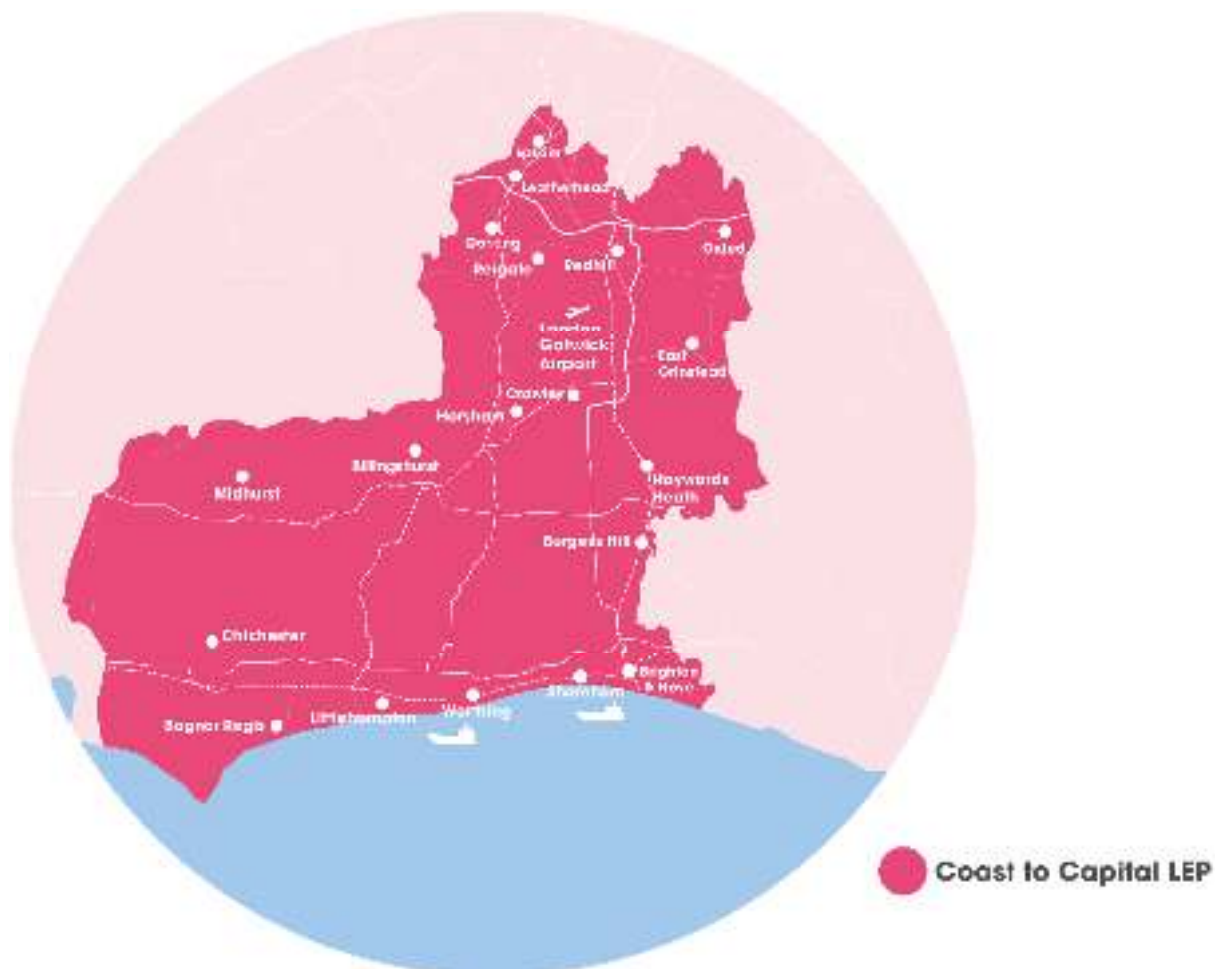 Epsom
Leatherhead
Dorking
Reigate
Redhill
Oxted
London
Gatwick
Airport
East
Grinstead
Crawley
Horsham
Billingshurst
Midhurst
Haywards
Heath
Burgess Hill
Chichester
Brighton
& Hove
Shoreham
Worthing
Littlehampton
Bognor Regis
Coast to Capital LEP